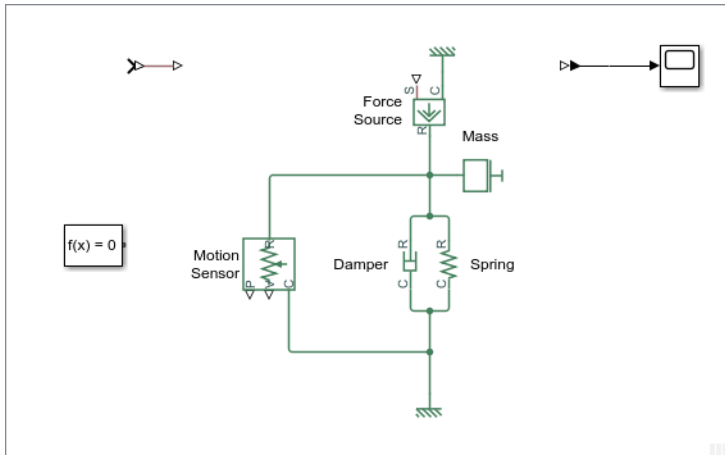 S
C
Force
Source
R
Mass
f(x) = 0
Motion
Sensor
R
P
V
C
Damper
R
C
R
C
Spring